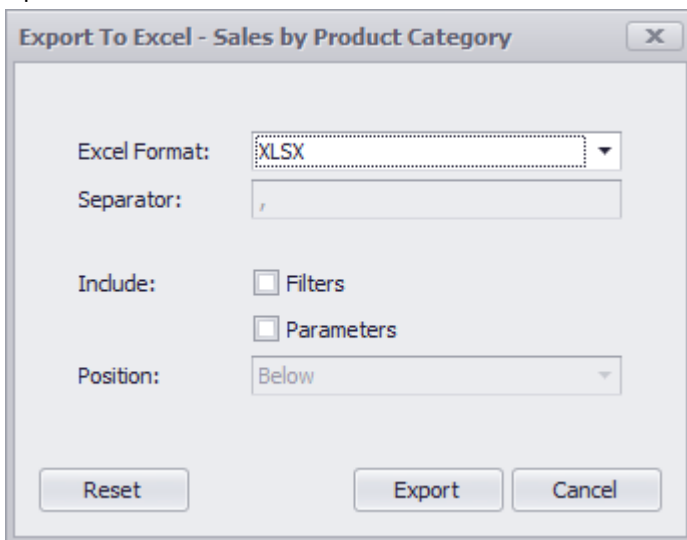 Export To Excel - Sales by Product Category
Excel Format: XLSX
Separator: ,
Include: Filters
Parameters
Position: Below
Reset Export Cancel